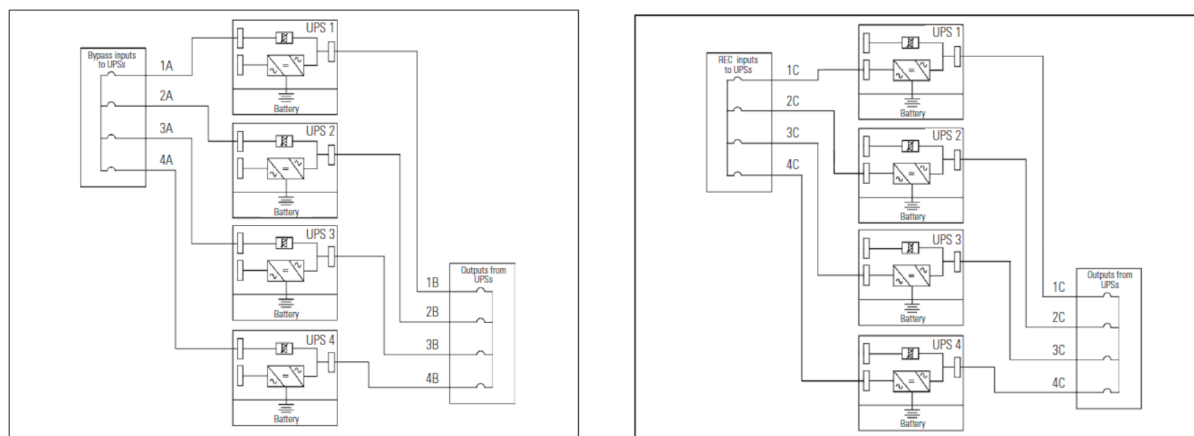 UPS 1
Bypass inputs
to UPSs
1A
2A
3A
4A
Battery
UPS 2
Battery
UPS 3
Battery
Outputs from
UPSs
1B
2B
3B
4B
UPS 4
Battery
UPS 1
REC inputs
to UPSs
1C
2C
3C
4C
Battery
UPS 2
Battery
UPS 3
Battery
Outputs from
UPSs
1C
2C
3C
4C
UPS 4
Battery